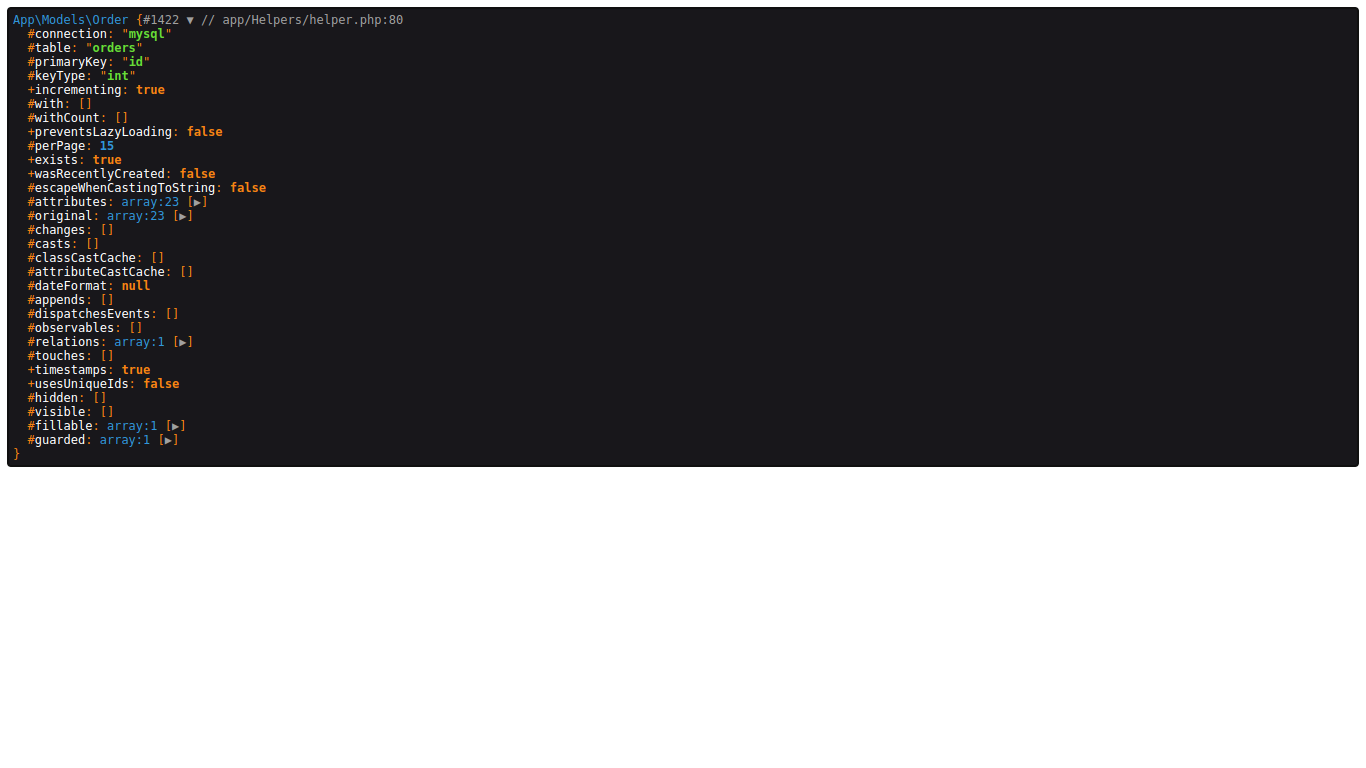 App\Models\Order {#1422 ▼ // app/Helpers/helper.php:80
  #connection: "mysql"
  #table: "orders"
  #primaryKey: "id"
  #keyType: "int"
  +incrementing: true
  #with: []
  #withCount: []
  +preventsLazyLoading: false
  #perPage: 15
  +exists: true
  +wasRecentlyCreated: false
  #escapeWhenCastingToString: false
  #attributes: array:23 [▶]
  #original: array:23 [▶]
  #changes: []
  #casts: []
  #classCastCache: []
  #attributeCastCache: []
  #dateFormat: null
  #appends: []
  #dispatchesEvents: []
  #observables: []
  #relations: array:1 [▶]
  #touches: []
  +timestamps: true
  +usesUniqueIds: false
  #hidden: []
  #visible: []
  #fillable: array:1 [▶]
  #guarded: array:1 [▶]
}